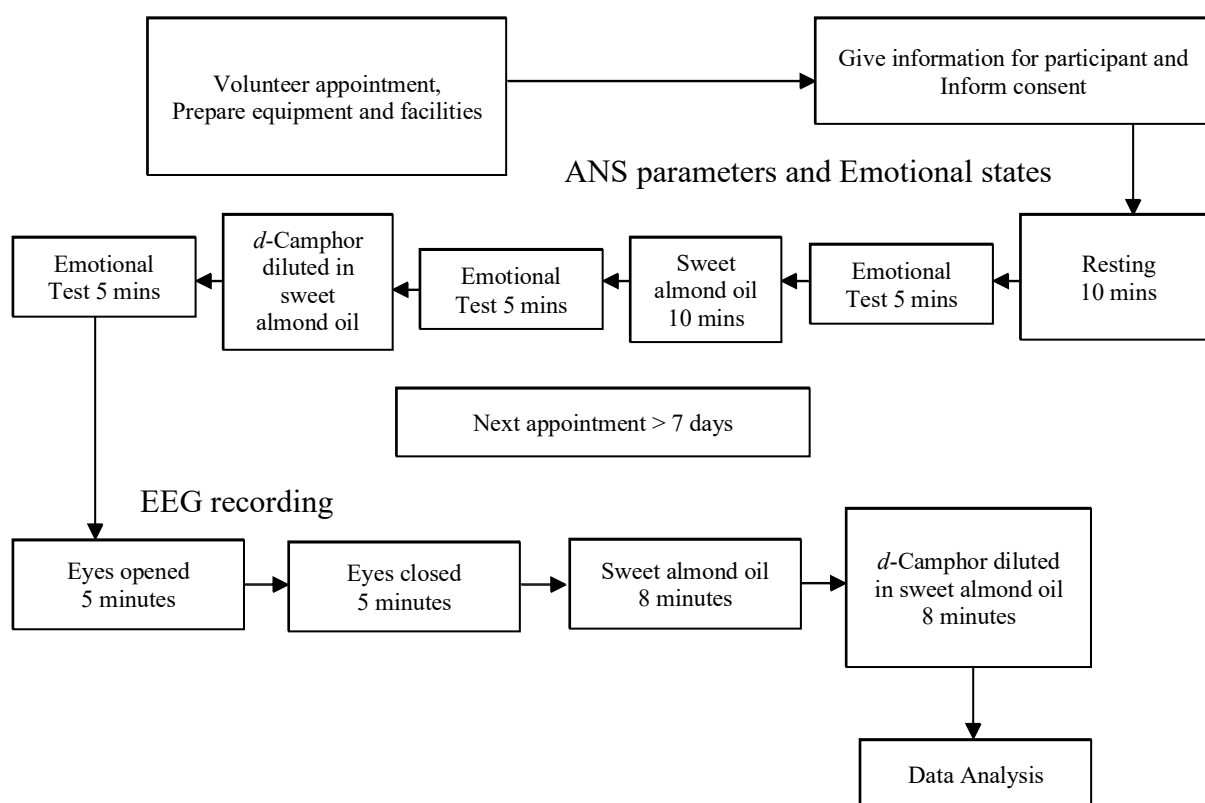 Volunteer appointment,
Prepare equipment and facilities
Give information for participant and
Inform consent
ANS parameters and Emotional states
Resting
10 mins
Emotional
Test 5 mins
Sweet
almond oil
10 mins
Emotional
Test 5 mins
d-Camphor
diluted in
sweet
almond oil
Emotional
Test 5 mins
Next appointment > 7 days
EEG recording
Eyes opened
5 minutes
Eyes closed
5 minutes
Sweet almond oil
8 minutes
d-Camphor diluted
in sweet almond oil
8 minutes
Data Analysis